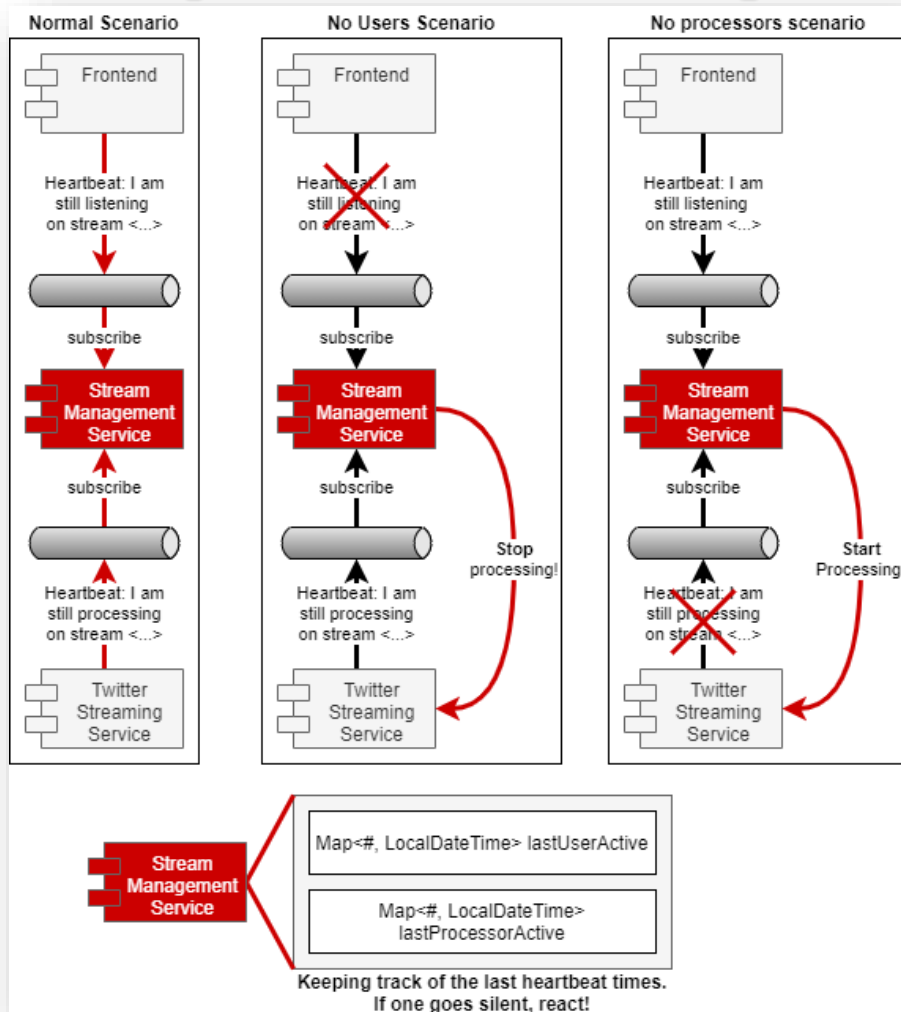 Normal Scenario
Frontend
Heartbeat: I am
still listening
on stream <...>
subscribe
Stream
Management
Service
subscribe
Heartbeat: I am
still processing
on stream <...>
Twitter
Streaming
Service
No Users Scenario
Frontend
Heartbeat: I am
still listening
on stream <...>
subscribe
Stream
Management
Service
subscribe
Stop
processing!
Heartbeat: I am
still processing
on stream <...>
Twitter
Streaming
Service
No processors scenario
Frontend
Heartbeat: I am
still listening
on stream <...>
subscribe
Stream
Management
Service
subscribe
Start
Processing
Heartbeat: I am
still processing
on stream <...>
Twitter
Streaming
Service
Stream
Management
Service
Map<#, LocalDateTime> lastUserActive
Map<#, LocalDateTime>
lastProcessorActive
Keeping track of the last heartbeat times.
If one goes silent, react!